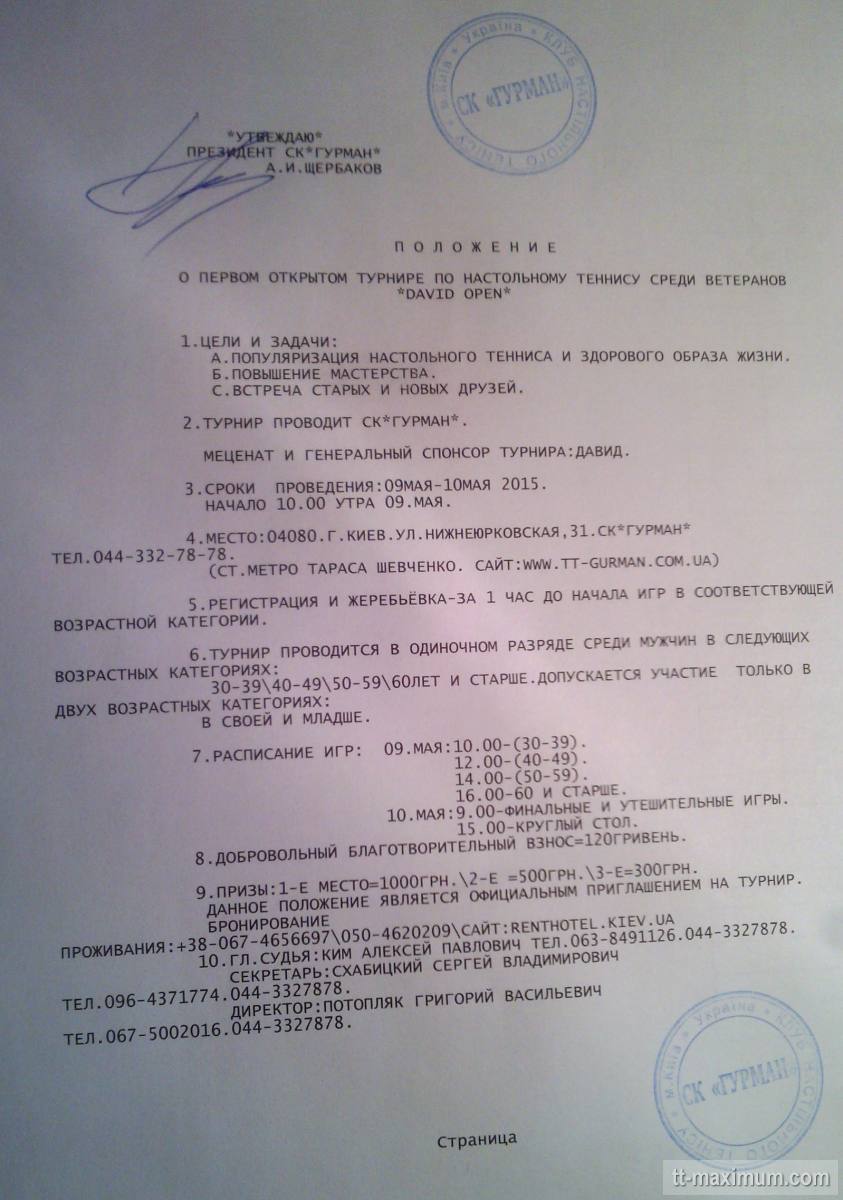 м.Київ * Україна * КЛУБ НАСТІЛЬНОГО ТЕНІСУ *
СК «ГУРМАН»
*УТВЕЖДАЮ*
ПРЕЗИДЕНТ СК*ГУРМАН*
А.И.ЩЕРБАКОВ
П О Л О Ж Е Н И Е
О ПЕРВОМ ОТКРЫТОМ ТУРНИРЕ ПО НАСТОЛЬНОМУ ТЕННИСУ СРЕДИ ВЕТЕРАНОВ
*DAVID OPEN*
1.ЦЕЛИ И ЗАДАЧИ:
А.ПОПУЛЯРИЗАЦИЯ НАСТОЛЬНОГО ТЕННИСА И ЗДОРОВОГО ОБРАЗА ЖИЗНИ.
Б.ПОВЫШЕНИЕ МАСТЕРСТВА.
С.ВСТРЕЧА СТАРЫХ И НОВЫХ ДРУЗЕЙ.
2.ТУРНИР ПРОВОДИТ СК*ГУРМАН*.
МЕЦЕНАТ И ГЕНЕРАЛЬНЫЙ СПОНСОР ТУРНИРА:ДАВИД.
3.СРОКИ ПРОВЕДЕНИЯ:09МАЯ-10МАЯ 2015.
НАЧАЛО 10.00 УТРА 09.МАЯ.
4.МЕСТО:04080.Г.КИЕВ.УЛ.НИЖНЕЮРКОВСКАЯ,31.СК*ГУРМАН*
ТЕЛ.044-332-78-78.
(СТ.МЕТРО ТАРАСА ШЕВЧЕНКО. САЙТ:WWW.TT-GURMAN.COM.UA)
5.РЕГИСТРАЦИЯ И ЖЕРЕБЬЁВКА-ЗА 1 ЧАС ДО НАЧАЛА ИГР В СООТВЕТСТВУЮЩЕЙ
ВОЗРАСТНОЙ КАТЕГОРИИ.
6.ТУРНИР ПРОВОДИТСЯ В ОДИНОЧНОМ РАЗРЯДЕ СРЕДИ МУЖЧИН В СЛЕДУЮЩИХ
ВОЗРАСТНЫХ КАТЕГОРИЯХ:
30-39\40-49\50-59\60ЛЕТ И СТАРШЕ.ДОПУСКАЕТСЯ УЧАСТИЕ ТОЛЬКО В
ДВУХ ВОЗРАСТНЫХ КАТЕГОРИЯХ:
В СВОЕЙ И МЛАДШЕ.
7.РАСПИСАНИЕ ИГР: 09.МАЯ:10.00-(30-39).
12.00-(40-49).
14.00-(50-59).
16.00-60 И СТАРШЕ.
10.МАЯ:9.00-ФИНАЛЬНЫЕ И УТЕШИТЕЛЬНЫЕ ИГРЫ.
15.00-КРУГЛЫЙ СТОЛ.
8.ДОБРОВОЛЬНЫЙ БЛАГОТВОРИТЕЛЬНЫЙ ВЗНОС=120ГРИВЕНЬ.
9.ПРИЗЫ:1-Е МЕСТО=1000ГРН.\2-Е =500ГРН.\3-Е=300ГРН.
ДАННОЕ ПОЛОЖЕНИЕ ЯВЛЯЕТСЯ ОФИЦИАЛЬНЫМ ПРИГЛАШЕНИЕМ НА ТУРНИР.
БРОНИРОВАНИЕ
ПРОЖИВАНИЯ:+38-067-4656697\050-4620209\САЙТ:RENTHOTEL.KIEV.UA
10.ГЛ.СУДЬЯ:КИМ АЛЕКСЕЙ ПАВЛОВИЧ ТЕЛ.063-8491126.044-3327878.
СЕКРЕТАРЬ:СХАБИЦКИЙ СЕРГЕЙ ВЛАДИМИРОВИЧ
ТЕЛ.096-4371774.044-3327878.
ДИРЕКТОР:ПОТОПЛЯК ГРИГОРИЙ ВАСИЛЬЕВИЧ
ТЕЛ.067-5002016.044-3327878.
м.Київ * Україна * КЛУБ НАСТІЛЬНОГО ТЕНІСУ *
СК «ГУРМАН»
Страница
tt-maximum.com